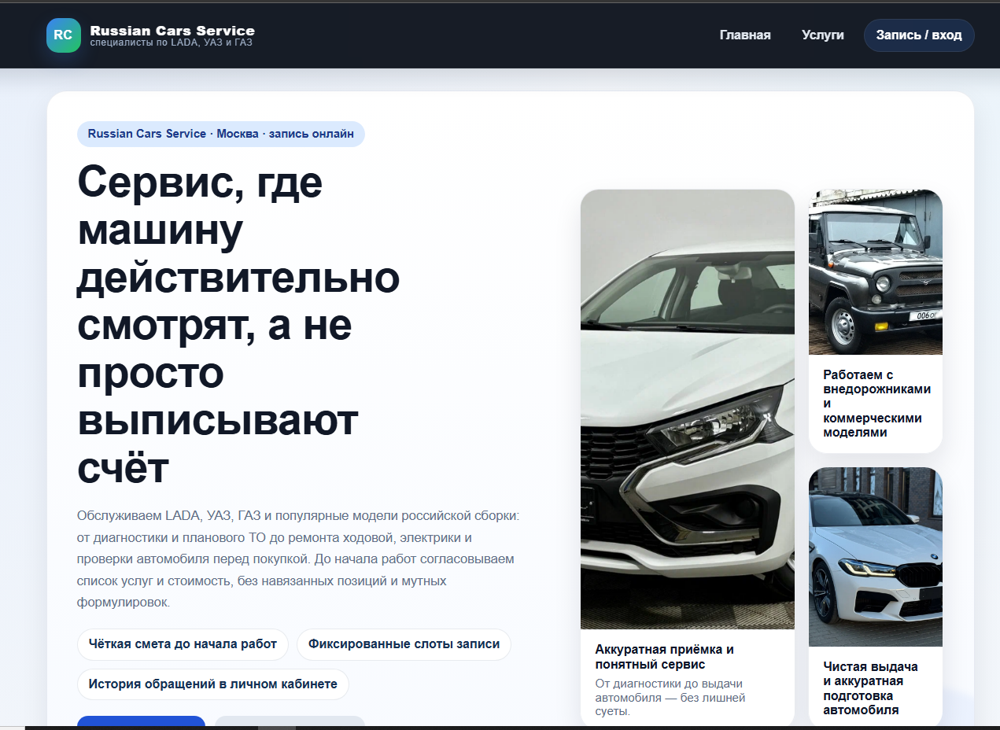 RC
Russian Cars Service
специалисты по LADA, УАЗ и ГАЗ
Главная
Услуги
Запись / вход
Russian Cars Service · Москва · запись онлайн
Сервис, где
машину
действительно
смотрят, а не
просто
выписывают
счёт
Обслуживаем LADA, УАЗ, ГАЗ и популярные модели российской сборки:
от диагностики и планового ТО до ремонта ходовой, электрики и
проверки автомобиля перед покупкой. До начала работ согласовываем
список услуг и стоимость, без навязанных позиций и мутных
формулировок.
Чёткая смета до начала работ
Фиксированные слоты записи
История обращений в личном кабинете
Аккуратная приёмка и
понятный сервис
От диагностики до выдачи
автомобиля — без лишней
суеты.
006
Работаем с
внедорожниками
и
коммерческими
моделями
Чистая выдача
и аккуратная
подготовка
автомобиля